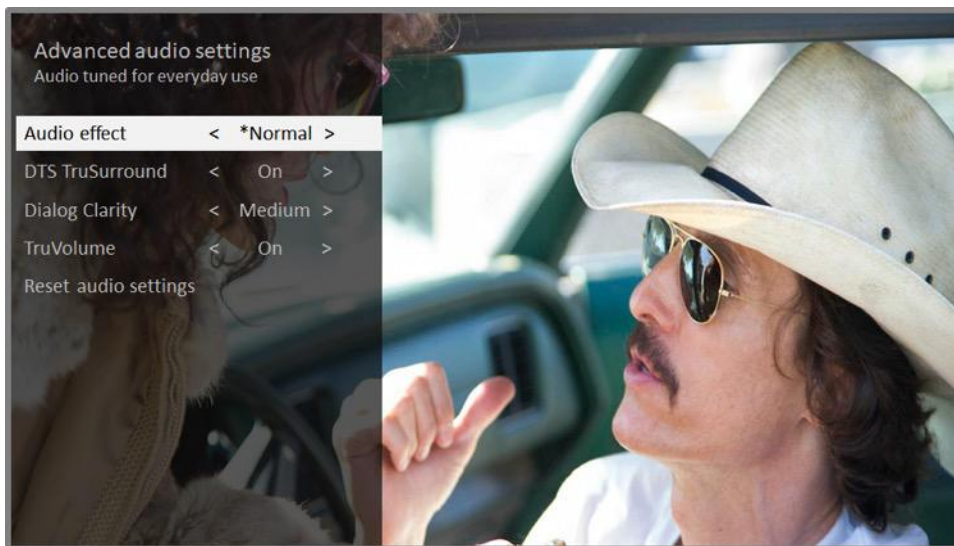 Advanced audio settings
Audio tuned for everyday use
Audio effect < *Normal >
DTS TruSurround < On >
Dialog Clarity < Medium >
TruVolume < On >
Reset audio settings